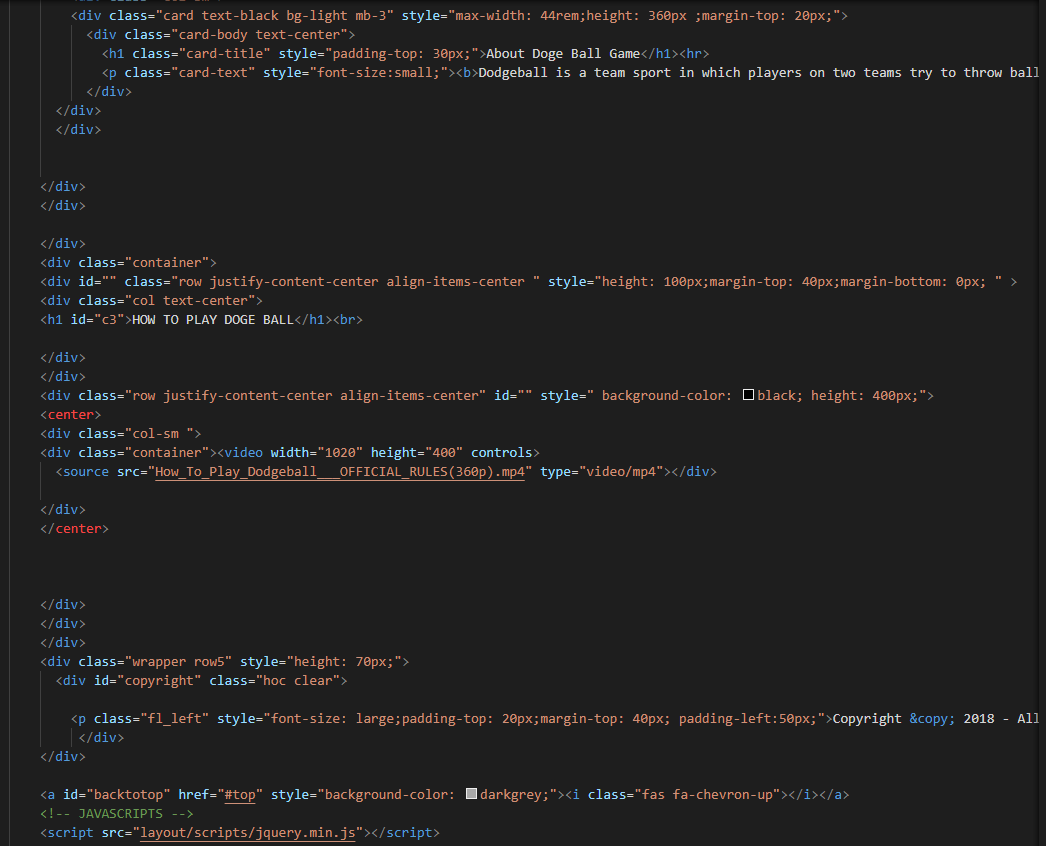 <div class="card text-black bg-light mb-3" style="max-width: 44rem;height: 360px ;margin-top: 20px;">
<div class="card-body text-center">
<h1 class="card-title" style="padding-top: 30px;">About Doge Ball Game</h1><hr>
<p class="card-text" style="font-size:small;"><b>Dodgeball is a team sport in which players on two teams try to throw ball
</div>
</div>
</div>
</div>
</div>
</div>
<div class="container">
<div id="" class="row justify-content-center align-items-center " style="height: 100px;margin-top: 40px;margin-bottom: 0px; " >
<div class="col text-center">
<h1 id="c3">HOW TO PLAY DOGE BALL</h1><br>
</div>
</div>
<div class="row justify-content-center align-items-center" id="" style=" background-color: black; height: 400px;">
<center>
<div class="col-sm ">
<div class="container"><video width="1020" height="400" controls>
<source src="How_To_Play_Dodgeball___OFFICIAL_RULES(360p).mp4" type="video/mp4"></div>
</div>
</center>
</div>
</div>
</div>
<div class="wrapper row5" style="height: 70px;">
<div id="copyright" class="hoc clear">
<p class="fl_left" style="font-size: large;padding-top: 20px;margin-top: 40px; padding-left:50px;">Copyright &copy; 2018 - All
</div>
</div>
<a id="backtotop" href="#top" style="background-color: darkgrey;"><i class="fas fa-chevron-up"></i></a>
<!-- JAVASCRIPTS -->
<script src="layout/scripts/jquery.min.js"></script>